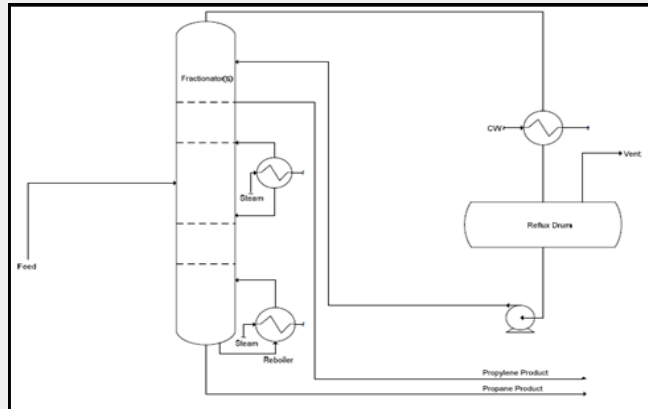 Fractionator(s)
CW
Vent
Steam
Reflux Drum
Feed
Steam
Reboiler
Propylene Product
Propane Product